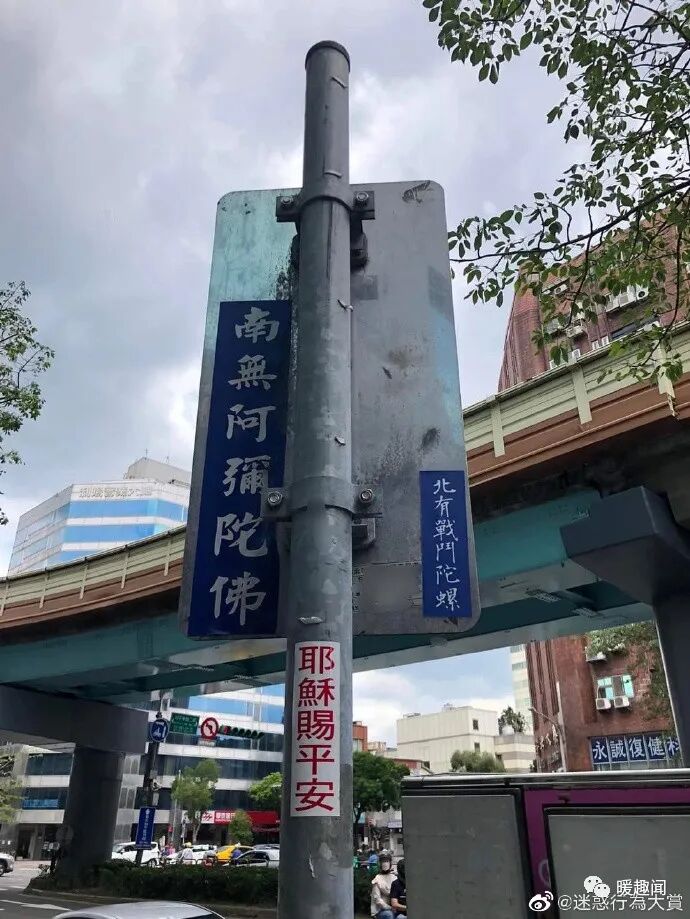 南無阿彌陀佛
北有戰鬥陀螺
耶穌賜平安
永誠復健科
暖趣闻
@迷惑行為大賞